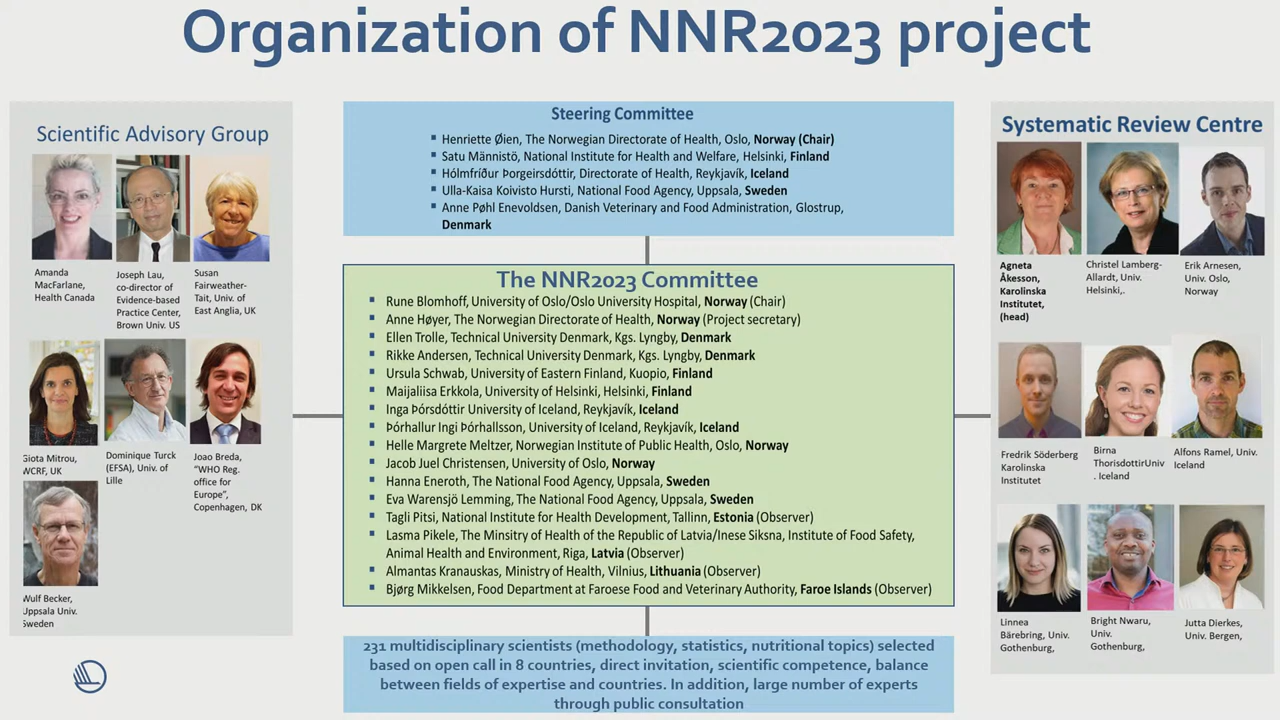 Organization of NNR2023 project
Scientific Advisory Group
Amanda
MacFarlane,
Health Canada
Joseph Lau,
co-director of
Evidence-based
Practice Center,
Brown Univ. US
Susan
Fairweather-
Tait, Univ. of
East Anglia, UK
Giota Mitrou,
WCRF, UK
Dominique Turck
(EFSA), Univ. of
Lille
Joao Breda,
"WHO Reg.
office for
Europe",
Copenhagen, DK
Wulf Becker,
Uppsala Univ.
Sweden
Steering Committee
▪ Henriette Øien, The Norwegian Directorate of Health, Oslo, Norway (Chair)
▪ Satu Männistö, National Institute for Health and Welfare, Helsinki, Finland
▪ Hólmfríður Þorgeirsdóttir, Directorate of Health, Reykjavík, Iceland
▪ Ulla-Kaisa Koivisto Hursti, National Food Agency, Uppsala, Sweden
▪ Anne Pøhl Enevoldsen, Danish Veterinary and Food Administration, Glostrup,
Denmark
The NNR2023 Committee
▪ Rune Blomhoff, University of Oslo/Oslo University Hospital, Norway (Chair)
▪ Anne Høyer, The Norwegian Directorate of Health, Norway (Project secretary)
▪ Ellen Trolle, Technical University Denmark, Kgs. Lyngby, Denmark
▪ Rikke Andersen, Technical University Denmark, Kgs. Lyngby, Denmark
▪ Ursula Schwab, University of Eastern Finland, Kuopio, Finland
▪ Maijaliisa Erkkola, University of Helsinki, Helsinki, Finland
▪ Inga Þórsdóttir University of Iceland, Reykjavík, Iceland
▪ Þórhallur Ingi Þórhallsson, University of Iceland, Reykjavík, Iceland
▪ Helle Margrete Meltzer, Norwegian Institute of Public Health, Oslo, Norway
▪ Jacob Juel Christensen, University of Oslo, Norway
▪ Hanna Eneroth, The National Food Agency, Uppsala, Sweden
▪ Eva Warensjö Lemming, The National Food Agency, Uppsala, Sweden
▪ Tagli Pitsi, National Institute for Health Development, Tallinn, Estonia (Observer)
▪ Lasma Pikele, The Minsitry of Health of the Republic of Latvia/Inese Siksna, Institute of Food Safety,
Animal Health and Environment, Riga, Latvia (Observer)
▪ Almantas Kranauskas, Ministry of Health, Vilnius, Lithuania (Observer)
▪ Bjørg Mikkelsen, Food Department at Faroese Food and Veterinary Authority, Faroe Islands (Observer)
231 multidisciplinary scientists (methodology, statistics, nutritional topics) selected
based on open call in 8 countries, direct invitation, scientific competence, balance
between fields of expertise and countries. In addition, large number of experts
through public consultation
Systematic Review Centre
Agneta
Åkesson,
Karolinska
Institutet,
(head)
Christel Lamberg-
Allardt, Univ.
Helsinki,.
Erik Arnesen,
Univ. Oslo,
Norway
Fredrik Söderberg
Karolinska
Institutet
Birna
ThorisdottirUniv
. Iceland
Alfons Ramel, Univ.
Iceland
Linnea
Bärebring, Univ.
Gothenburg,
Bright Nwaru,
Univ.
Gothenburg,
Jutta Dierkes,
Univ. Bergen,